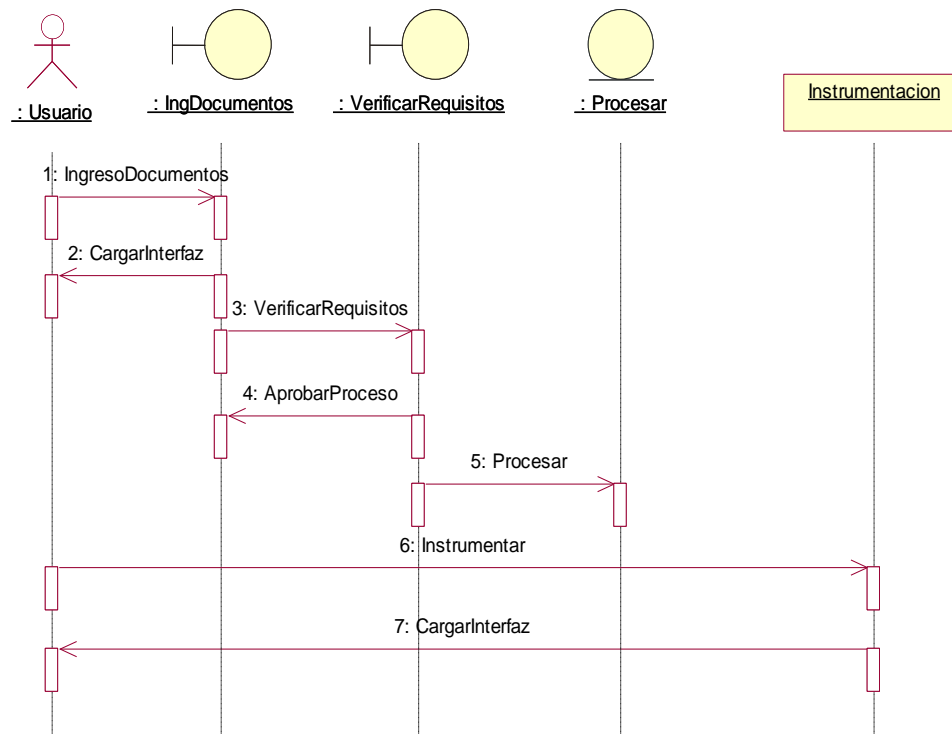 : Usuario
: IngDocumentos
: VerificarRequisitos
: Procesar
Instrumentacion
1: IngresoDocumentos
2: CargarInterfaz
3: VerificarRequisitos
4: AprobarProceso
5: Procesar
6: Instrumentar
7: CargarInterfaz